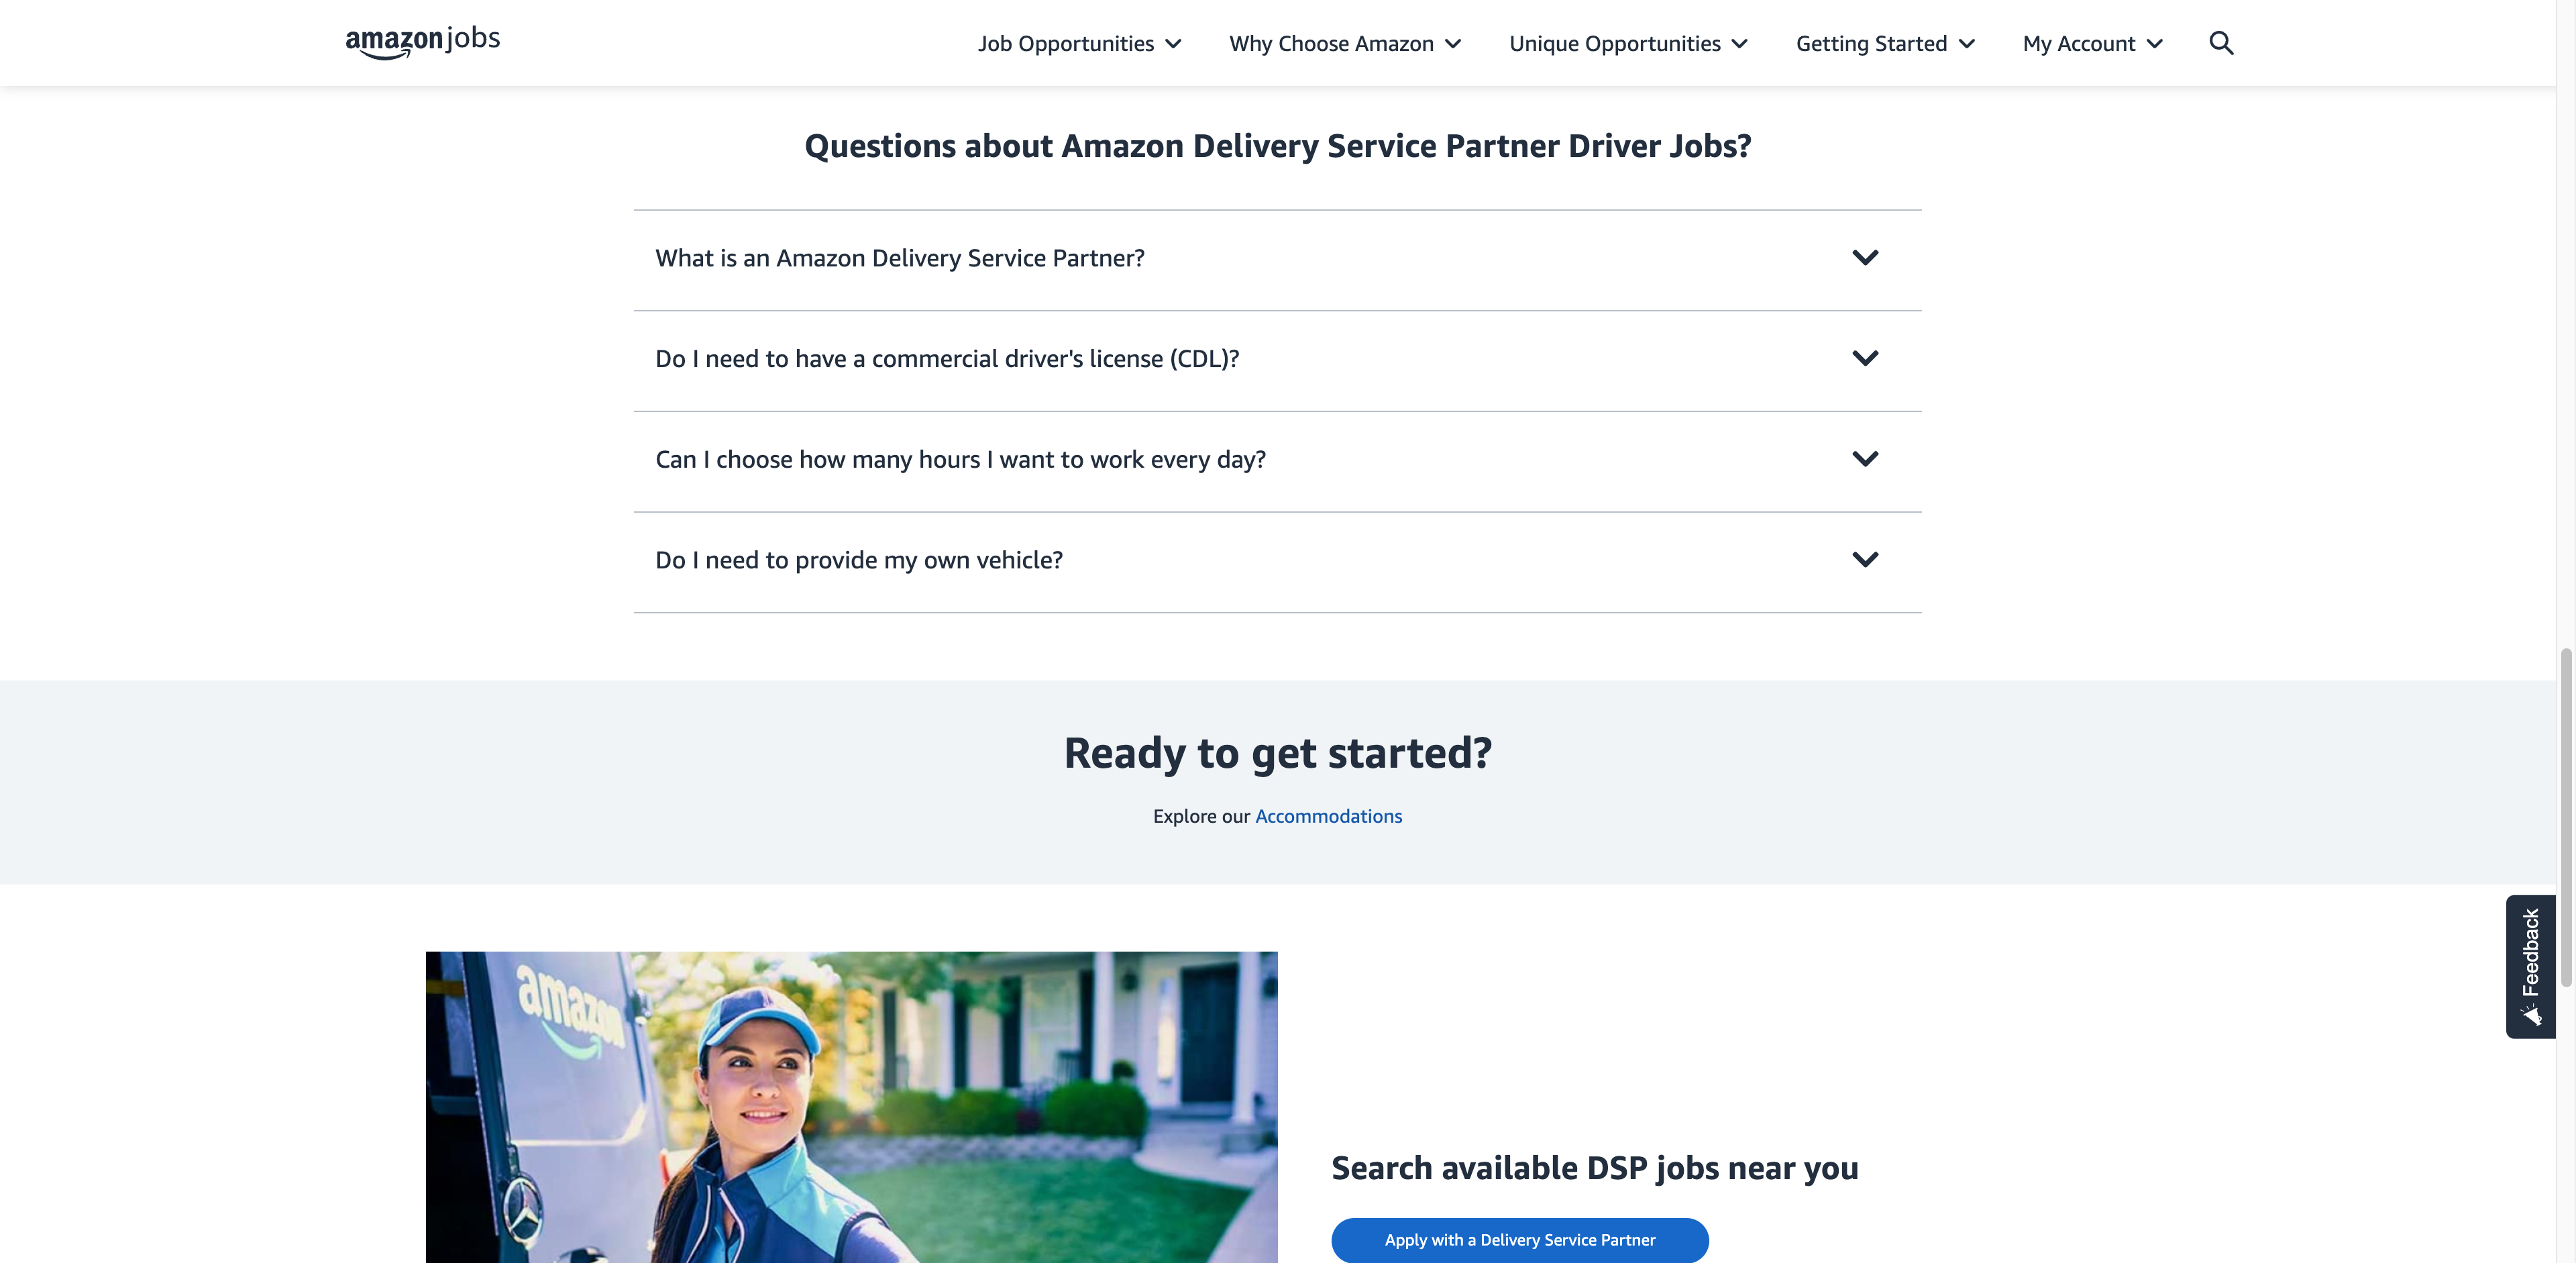 amazon jobs
Job Opportunities
Why Choose Amazon
Unique Opportunities
Getting Started
My Account
Questions about Amazon Delivery Service Partner Driver Jobs?
What is an Amazon Delivery Service Partner?
Do I need to have a commercial driver's license (CDL)?
Can I choose how many hours I want to work every day?
Do I need to provide my own vehicle?
Ready to get started?
Explore our Accommodations
Feedback
amazon
Search available DSP jobs near you
Apply with a Delivery Service Partner